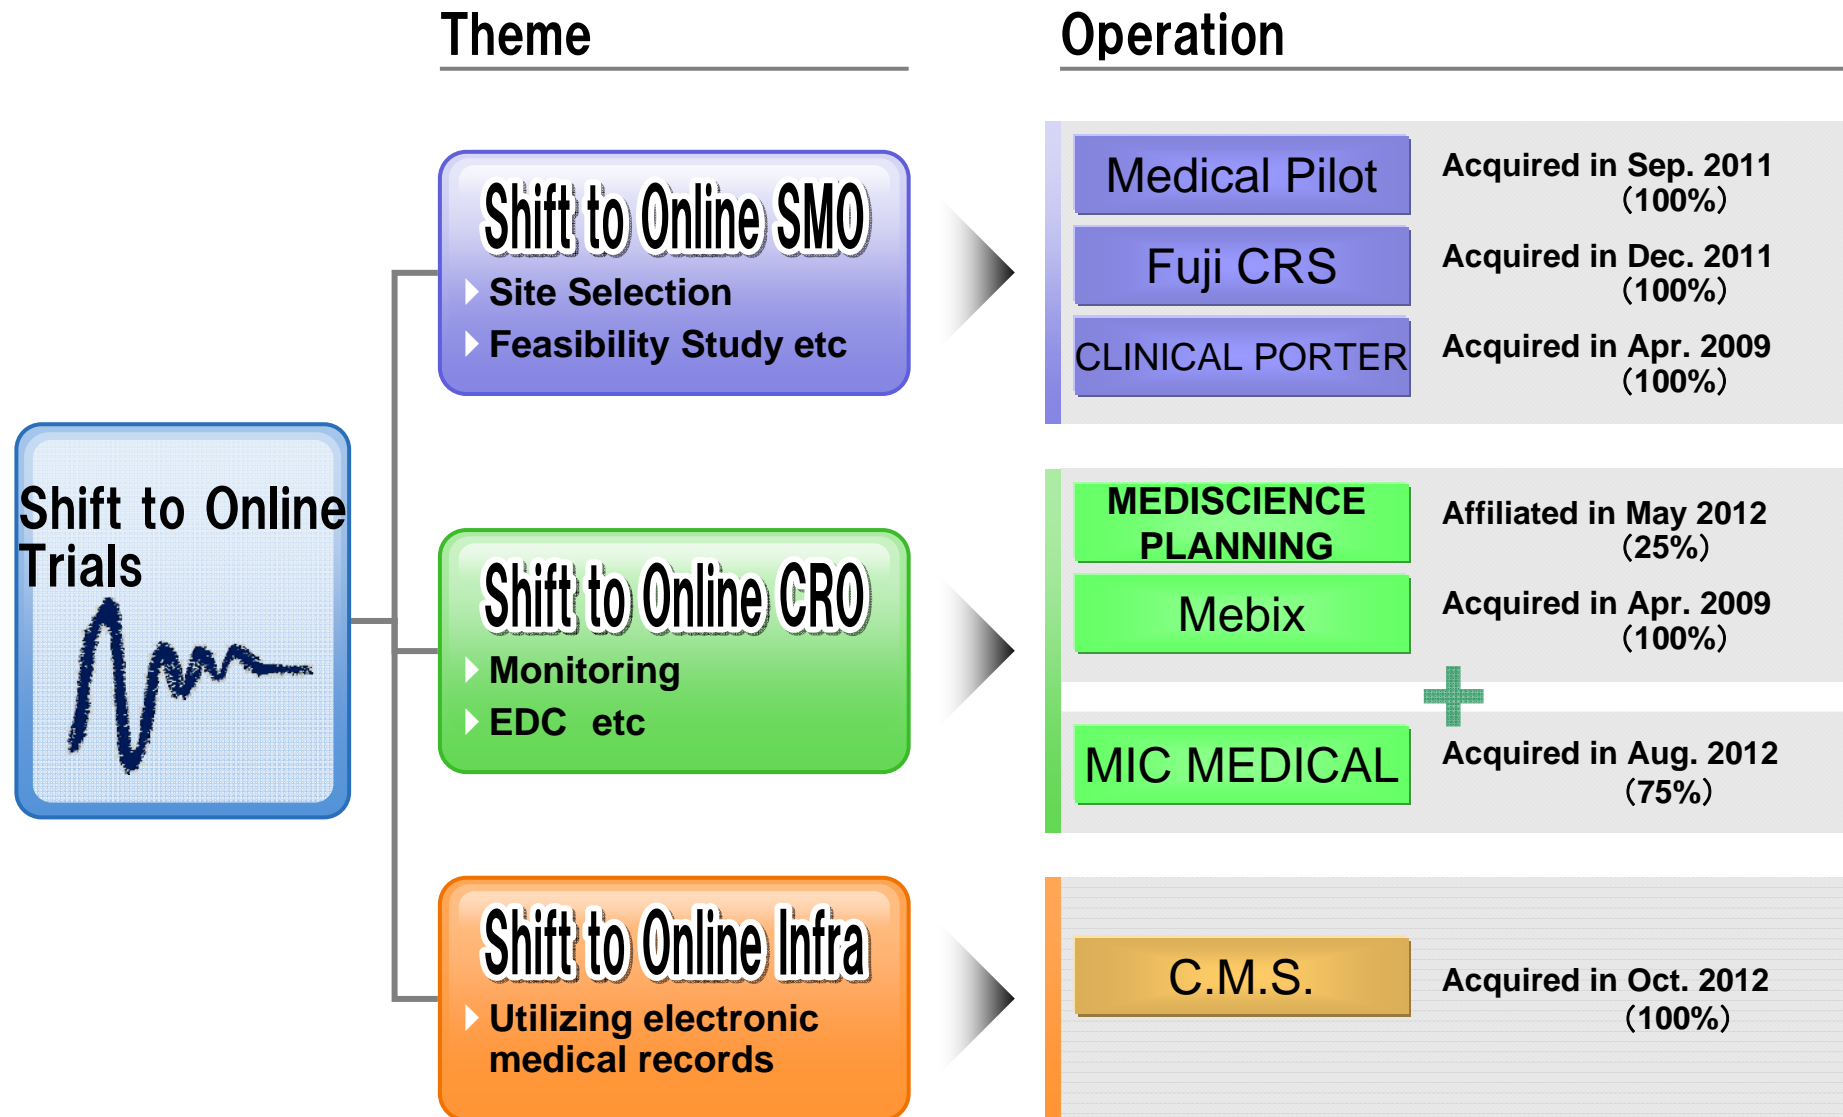 Theme
Operation
Shift to Online Trials
Shift to Online SMO
Site Selection
Feasibility Study etc
Medical Pilot
Acquired in Sep. 2011
(100%)
Fuji CRS
Acquired in Dec. 2011
(100%)
CLINICAL PORTER
Acquired in Apr. 2009
(100%)
Shift to Online CRO
Monitoring
EDC etc
MEDISCIENCE
PLANNING
Affiliated in May 2012
(25%)
Mebix
Acquired in Apr. 2009
(100%)
MIC MEDICAL
Acquired in Aug. 2012
(75%)
Shift to Online Infra
Utilizing electronic
medical records
C.M.S.
Acquired in Oct. 2012
(100%)